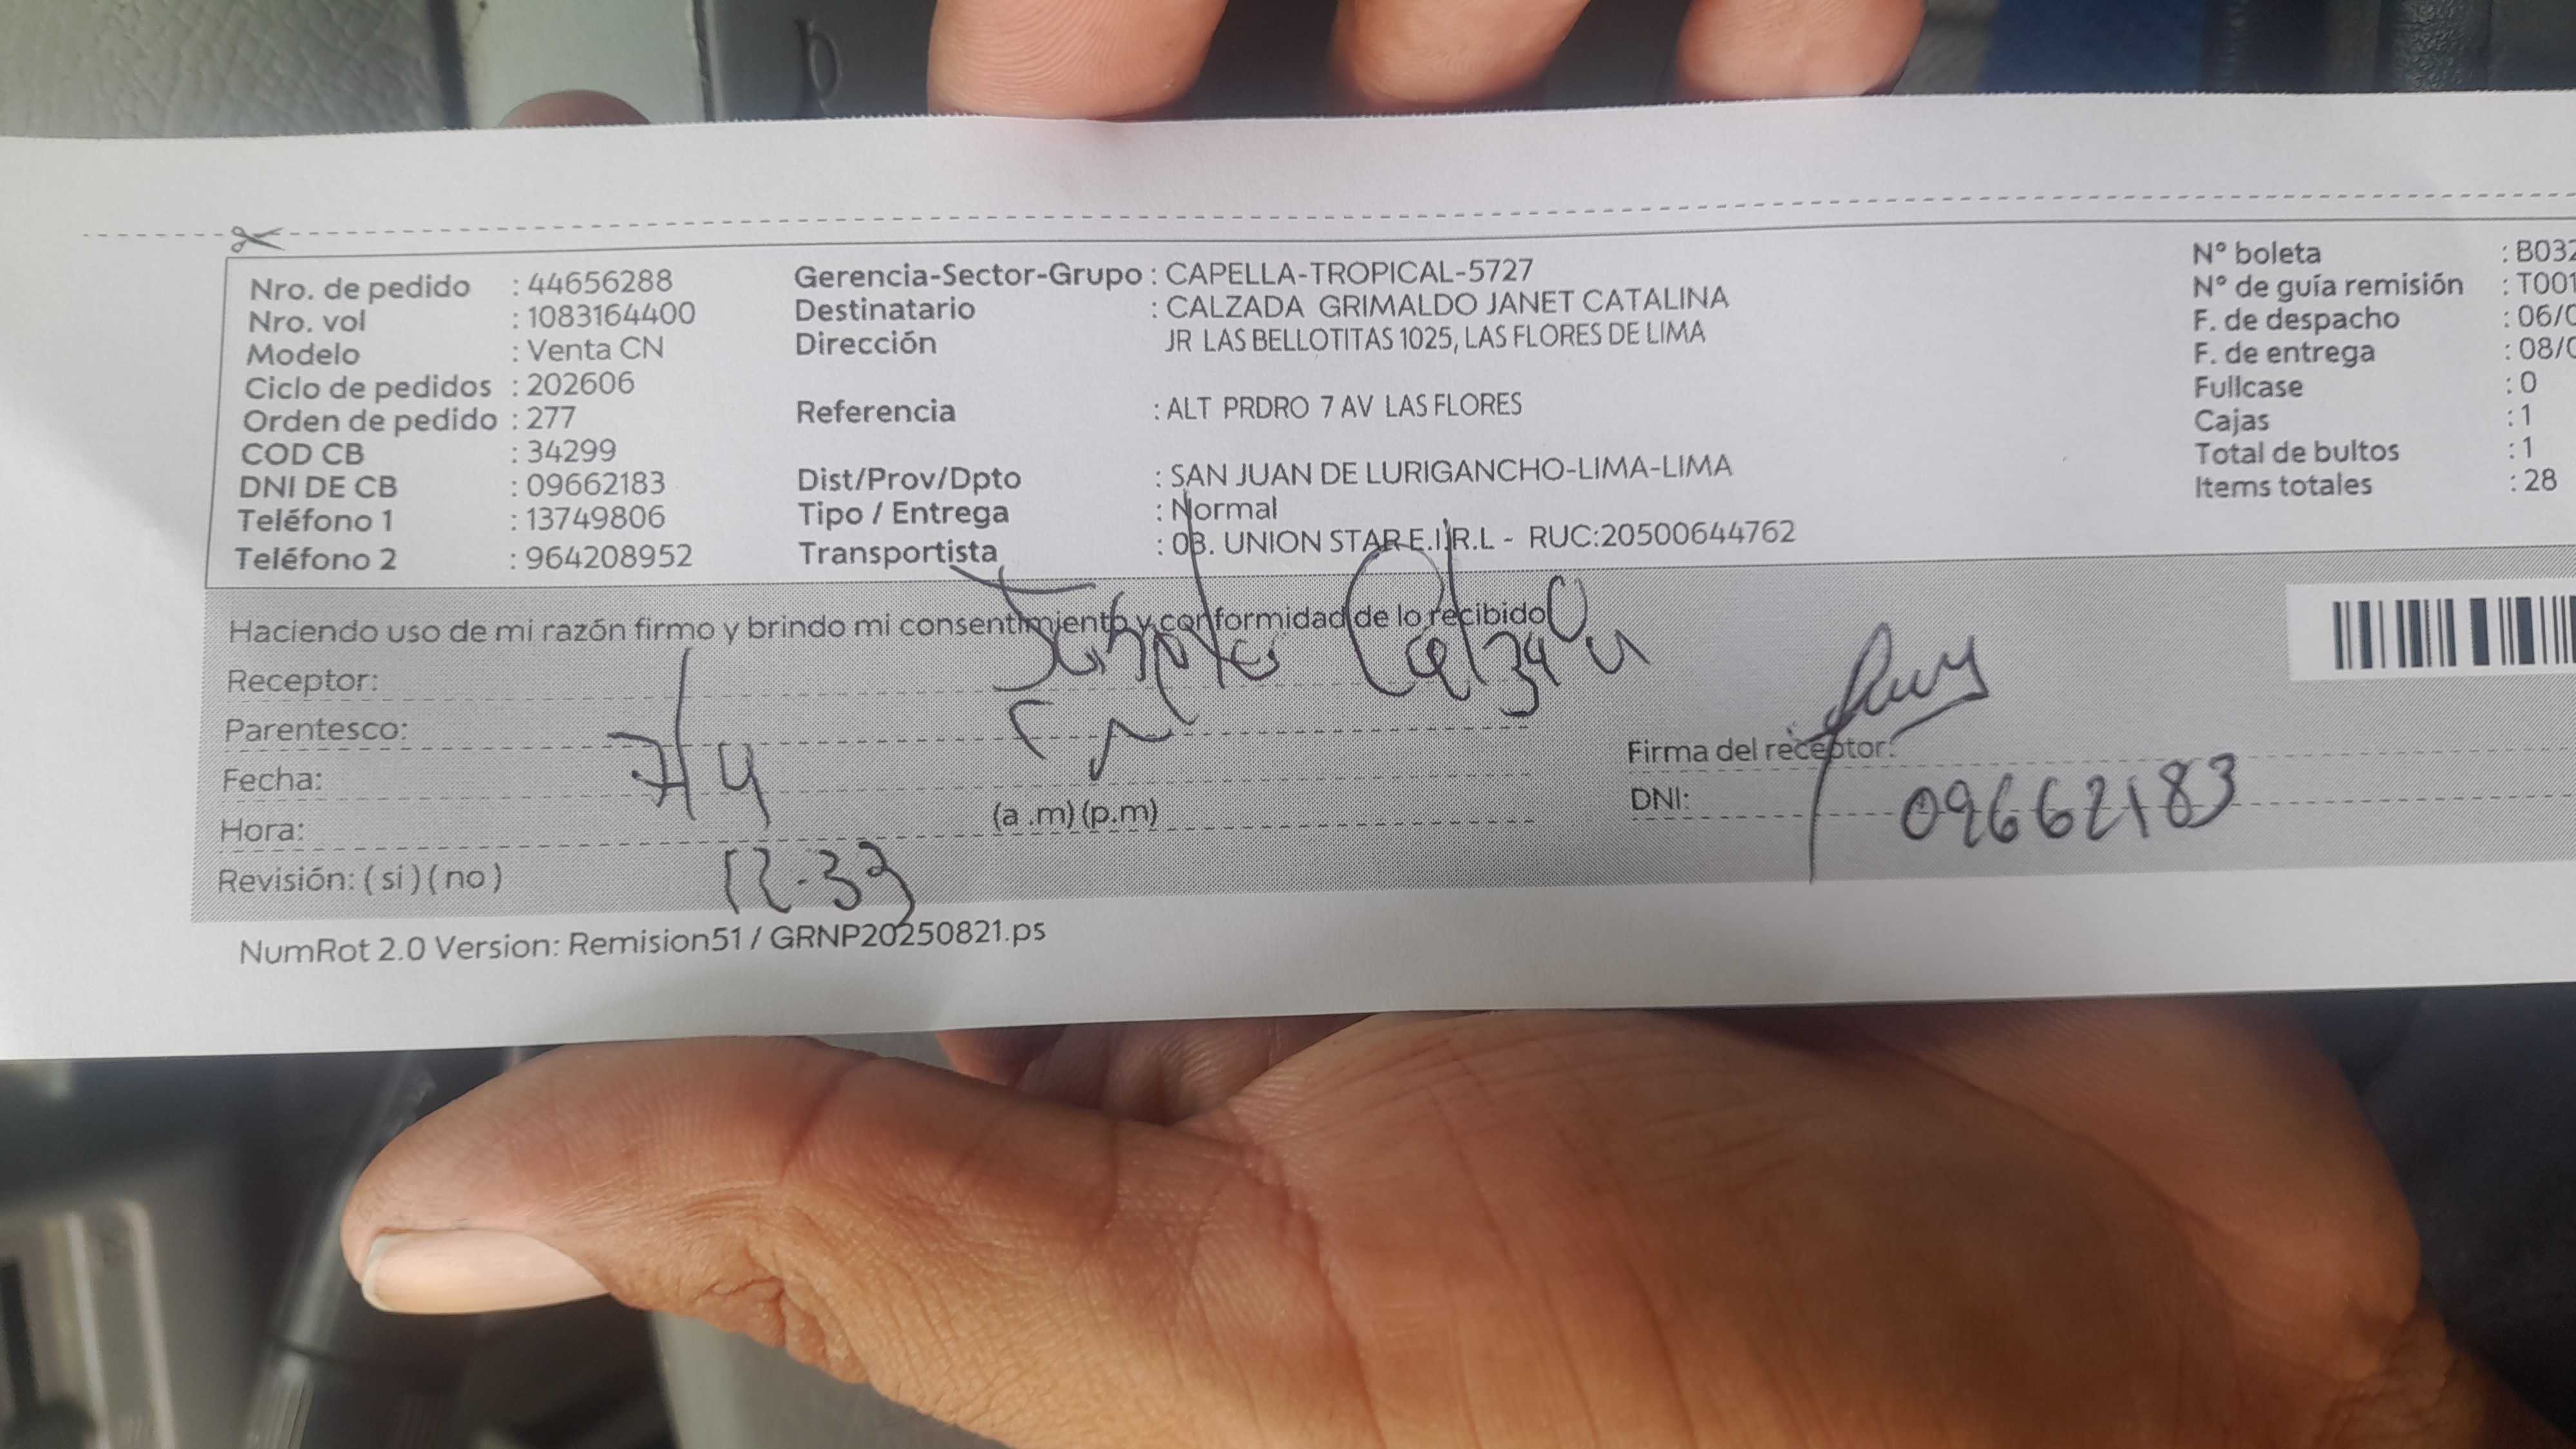 Nro. de pedido : 44656288
Nro. vol : 1083164400
Modelo : Venta CN
Ciclo de pedidos : 202606
Orden de pedido : 277
COD CB : 34299
DNI DE CB : 09662183
Teléfono 1 : 13749806
Teléfono 2 : 964208952
Gerencia-Sector-Grupo : CAPELLA-TROPICAL-5727
Destinatario : CALZADA GRIMALDO JANET CATALINA
Dirección JR LAS BELLOTITAS 1025, LAS FLORES DE LIMA
Referencia : ALT PRDRO 7 AV LAS FLORES
Dist/Prov/Dpto : SAN JUAN DE LURIGANCHO-LIMA-LIMA
Tipo / Entrega : Normal
Transportista : 03. UNION STAR E.I.R.L - RUC:20500644762
N° boleta : B032
N° de guía remisión : T001
F. de despacho : 06/0
F. de entrega : 08/0
Fullcase : 0
Cajas : 1
Total de bultos : 1
Items totales : 28
Haciendo uso de mi razón firmo y brindo mi consentimiento y conformidad de lo recibido
Receptor: Calzada
Parentesco:
Fecha: 7/4
Hora: (a .m) (p.m)
Revisión: ( si ) ( no ) 12.33
Firma del receptor:
DNI: 09662183
NumRot 2.0 Version: Remision51 / GRNP20250821.ps